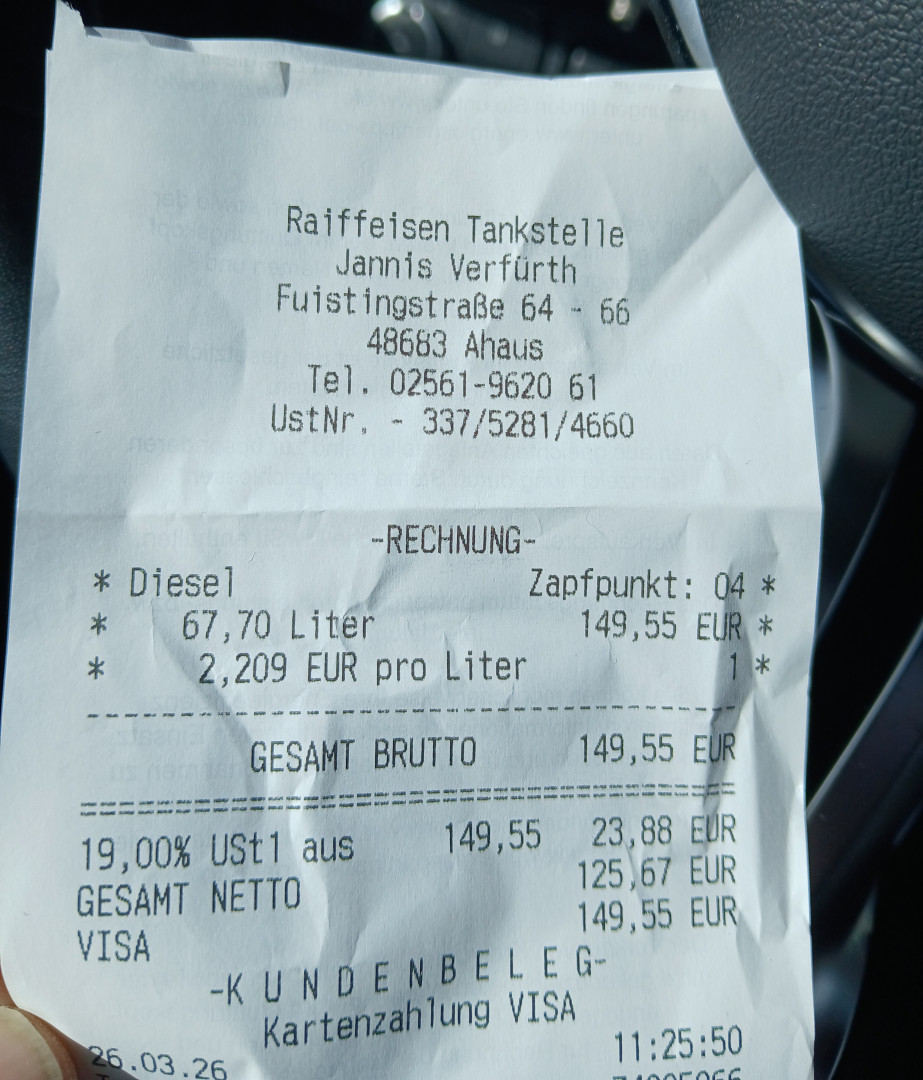 Raiffeisen Tankstelle
Jannis Verfürth
Fuistingstraße 64 - 66
48683 Ahaus
Tel. 02561-9620 61
UstNr. - 337/5281/4660
-RECHNUNG-
* Diesel Zapfpunkt: 04 *
* 67,70 Liter 149,55 EUR *
* 2,209 EUR pro Liter 1 *
GESAMT BRUTTO 149,55 EUR
19,00% USt1 aus 149,55 23,88 EUR
GESAMT NETTO 125,67 EUR
VISA 149,55 EUR
-K U N D E N B E L E G-
Kartenzahlung VISA
26.03.26 11:25:50